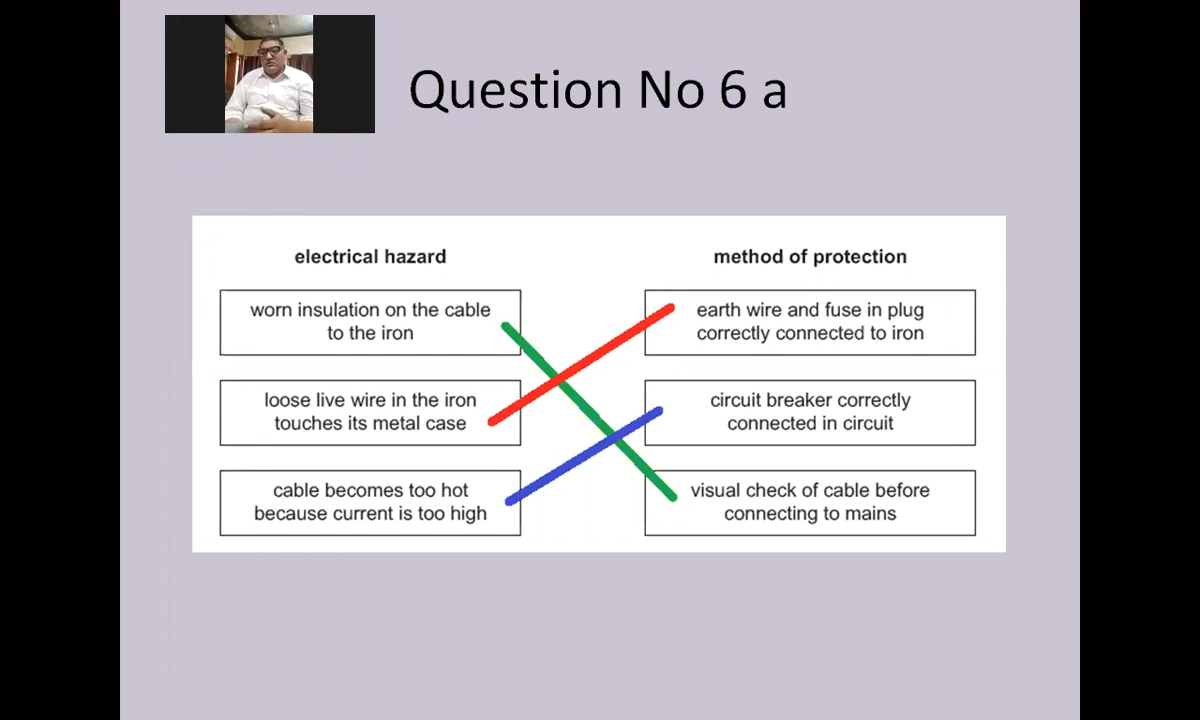 Question No 6 a
electrical hazard
method of protection
worn insulation on the cable
to the iron
earth wire and fuse in plug
correctly connected to iron
loose live wire in the iron
touches its metal case
circuit breaker correctly
connected in circuit
cable becomes too hot
because current is too high
visual check of cable before
connecting to mains